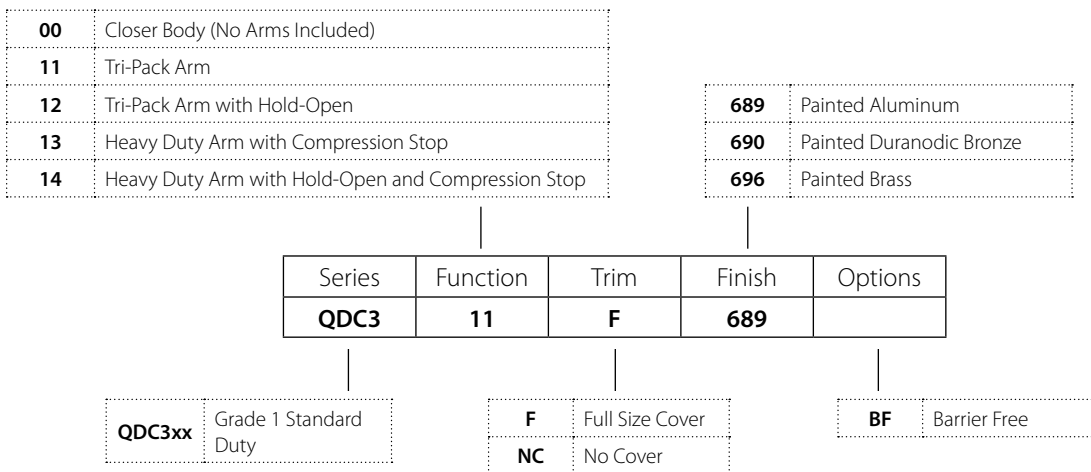 00 Closer Body (No Arms Included)
11 Tri-Pack Arm
12 Tri-Pack Arm with Hold-Open
13 Heavy Duty Arm with Compression Stop
14 Heavy Duty Arm with Hold-Open and Compression Stop
689 Painted Aluminum
690 Painted Duranodic Bronze
696 Painted Brass
Series Function Trim Finish Options
QDC3 11 F 689
QDC3xx Grade 1 Standard
Duty
F Full Size Cover
NC No Cover
BF Barrier Free